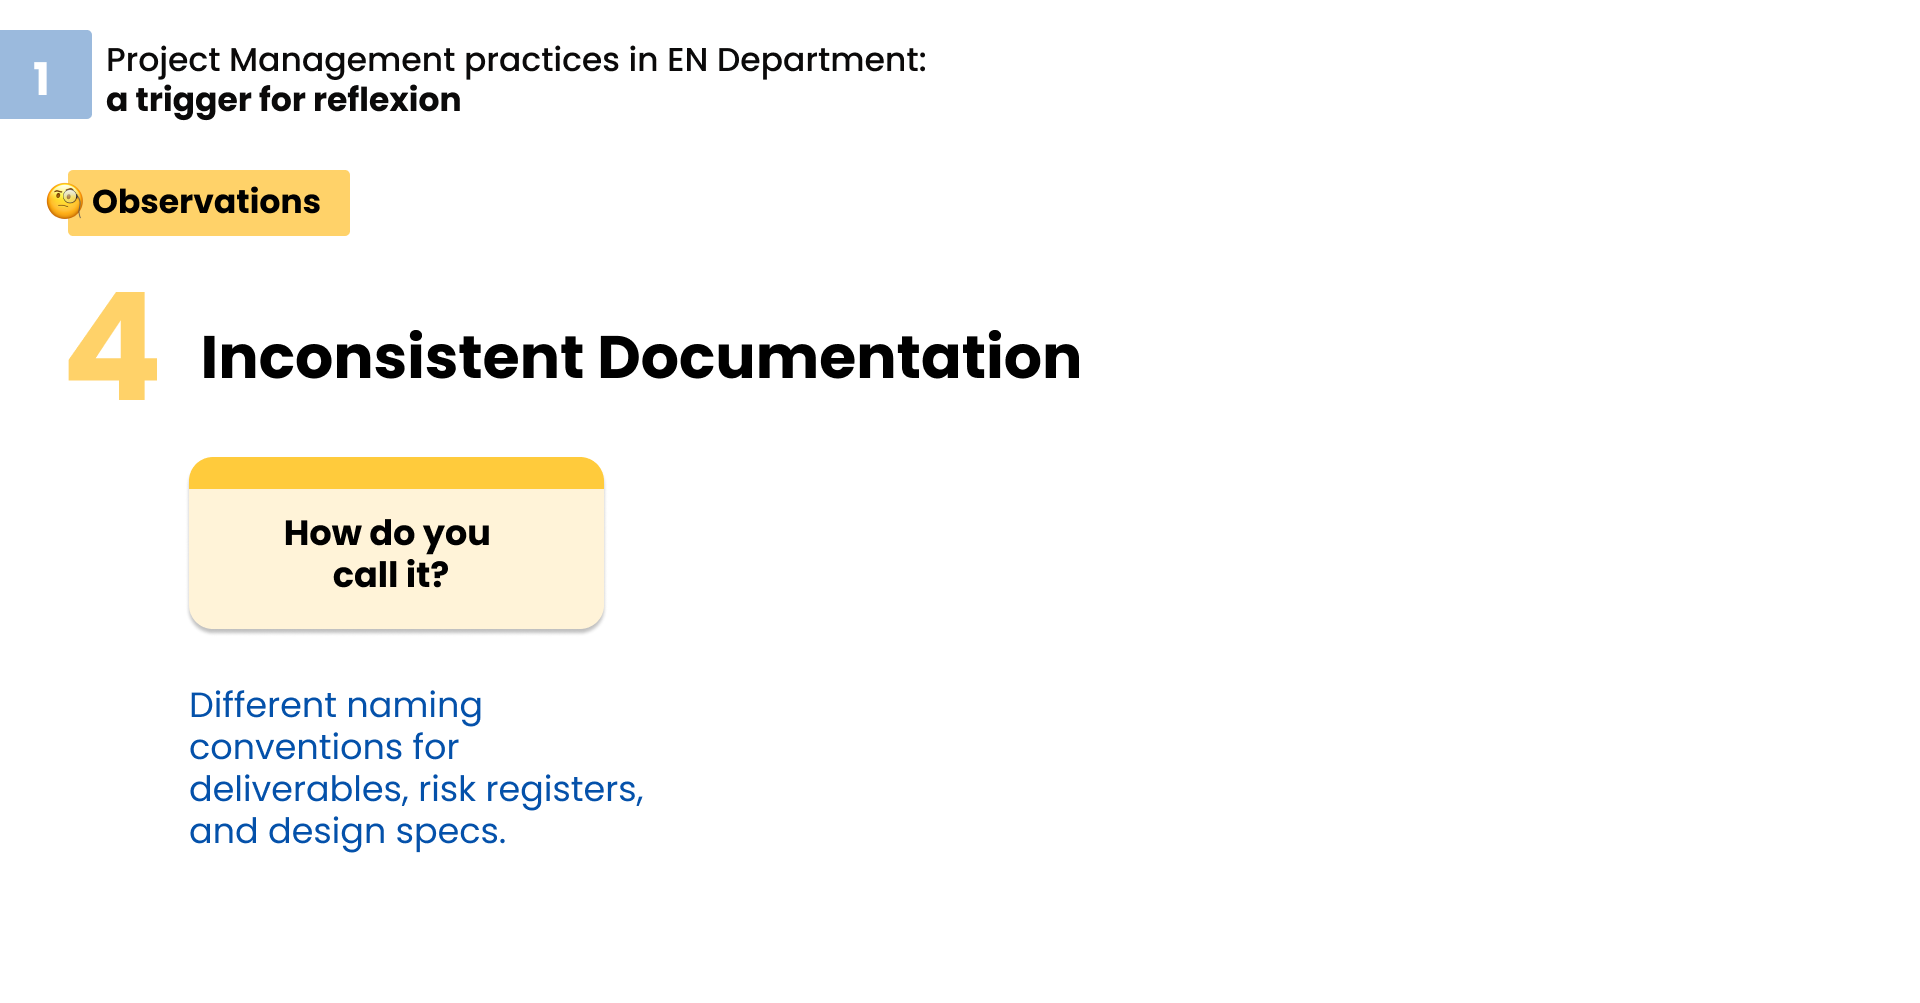 1
Project Management practices in EN Department:
a trigger for reflexion
Observations
4
Inconsistent Documentation
How do you
call it?
Different naming
conventions for
deliverables, risk registers,
and design specs.